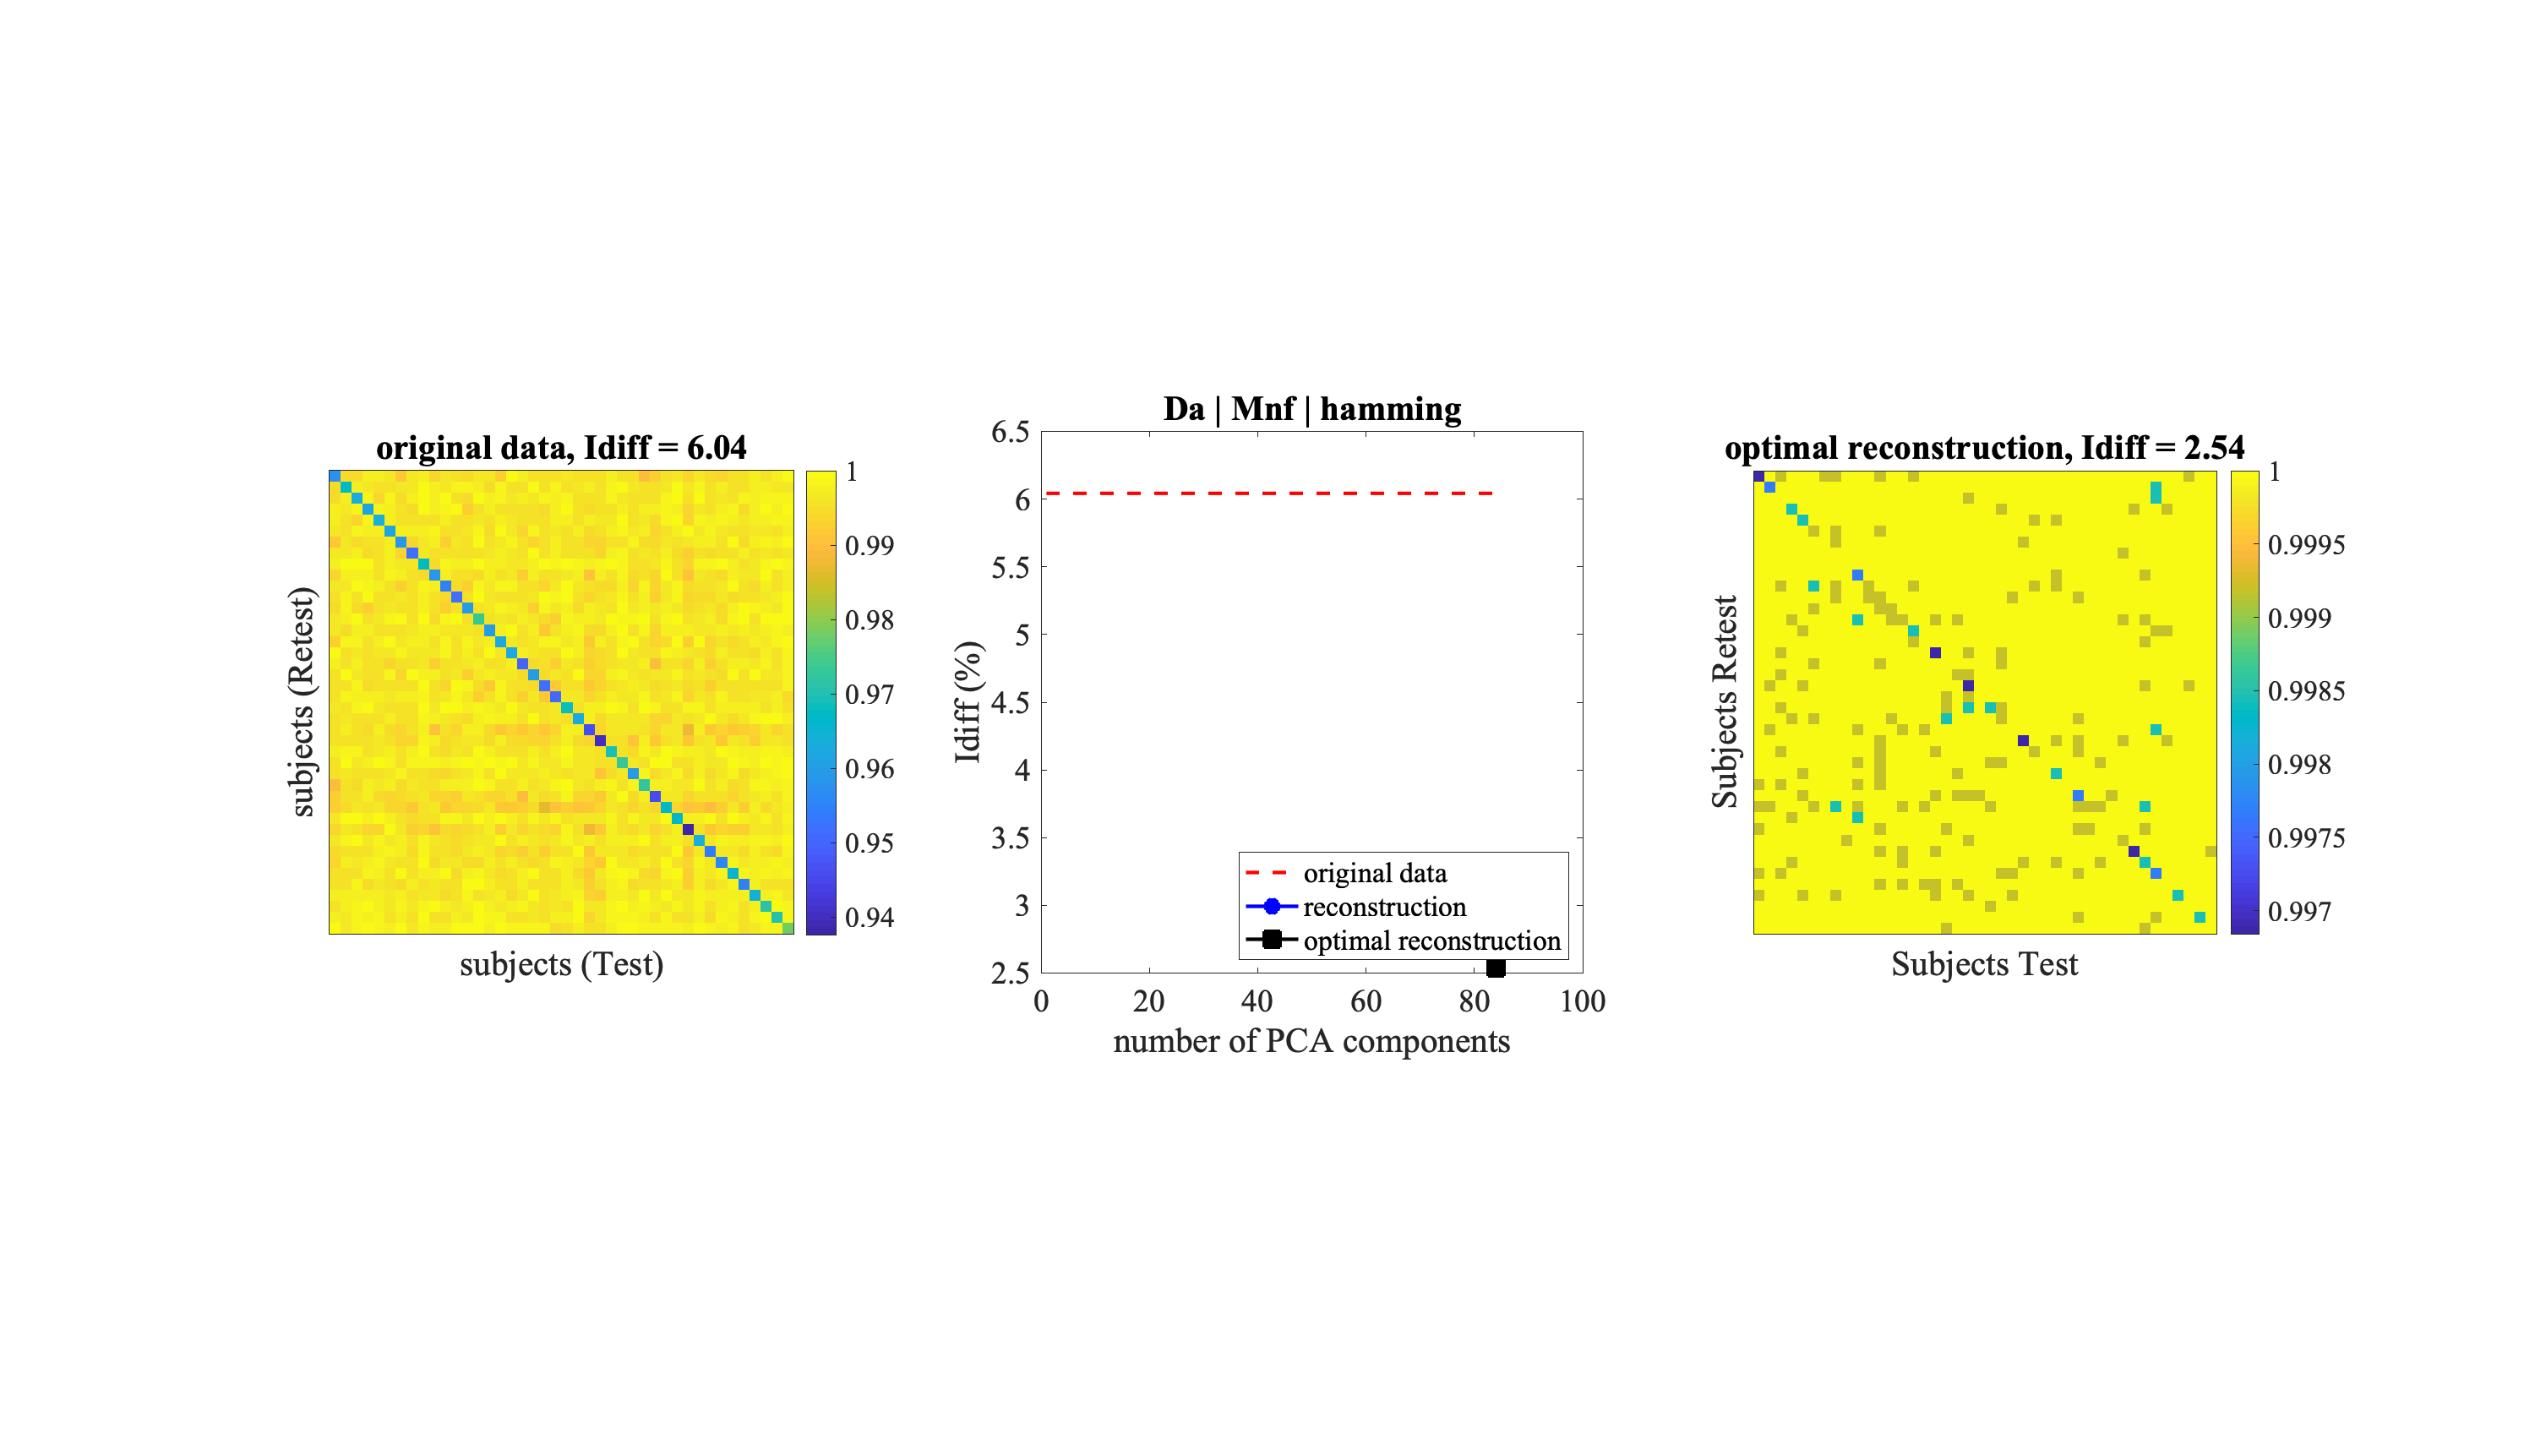 original data, Idiff = 6.04
subjects (Retest)
subjects (Test)
1
0.99
0.98
0.97
0.96
0.95
0.94
Da | Mnf | hamming
Idiff (%)
6.5
6
5.5
5
4.5
4
3.5
3
2.5
0 20 40 60 80 100
number of PCA components
original data
reconstruction
optimal reconstruction
optimal reconstruction, Idiff = 2.54
Subjects Retest
Subjects Test
1
0.9995
0.999
0.9985
0.998
0.9975
0.997